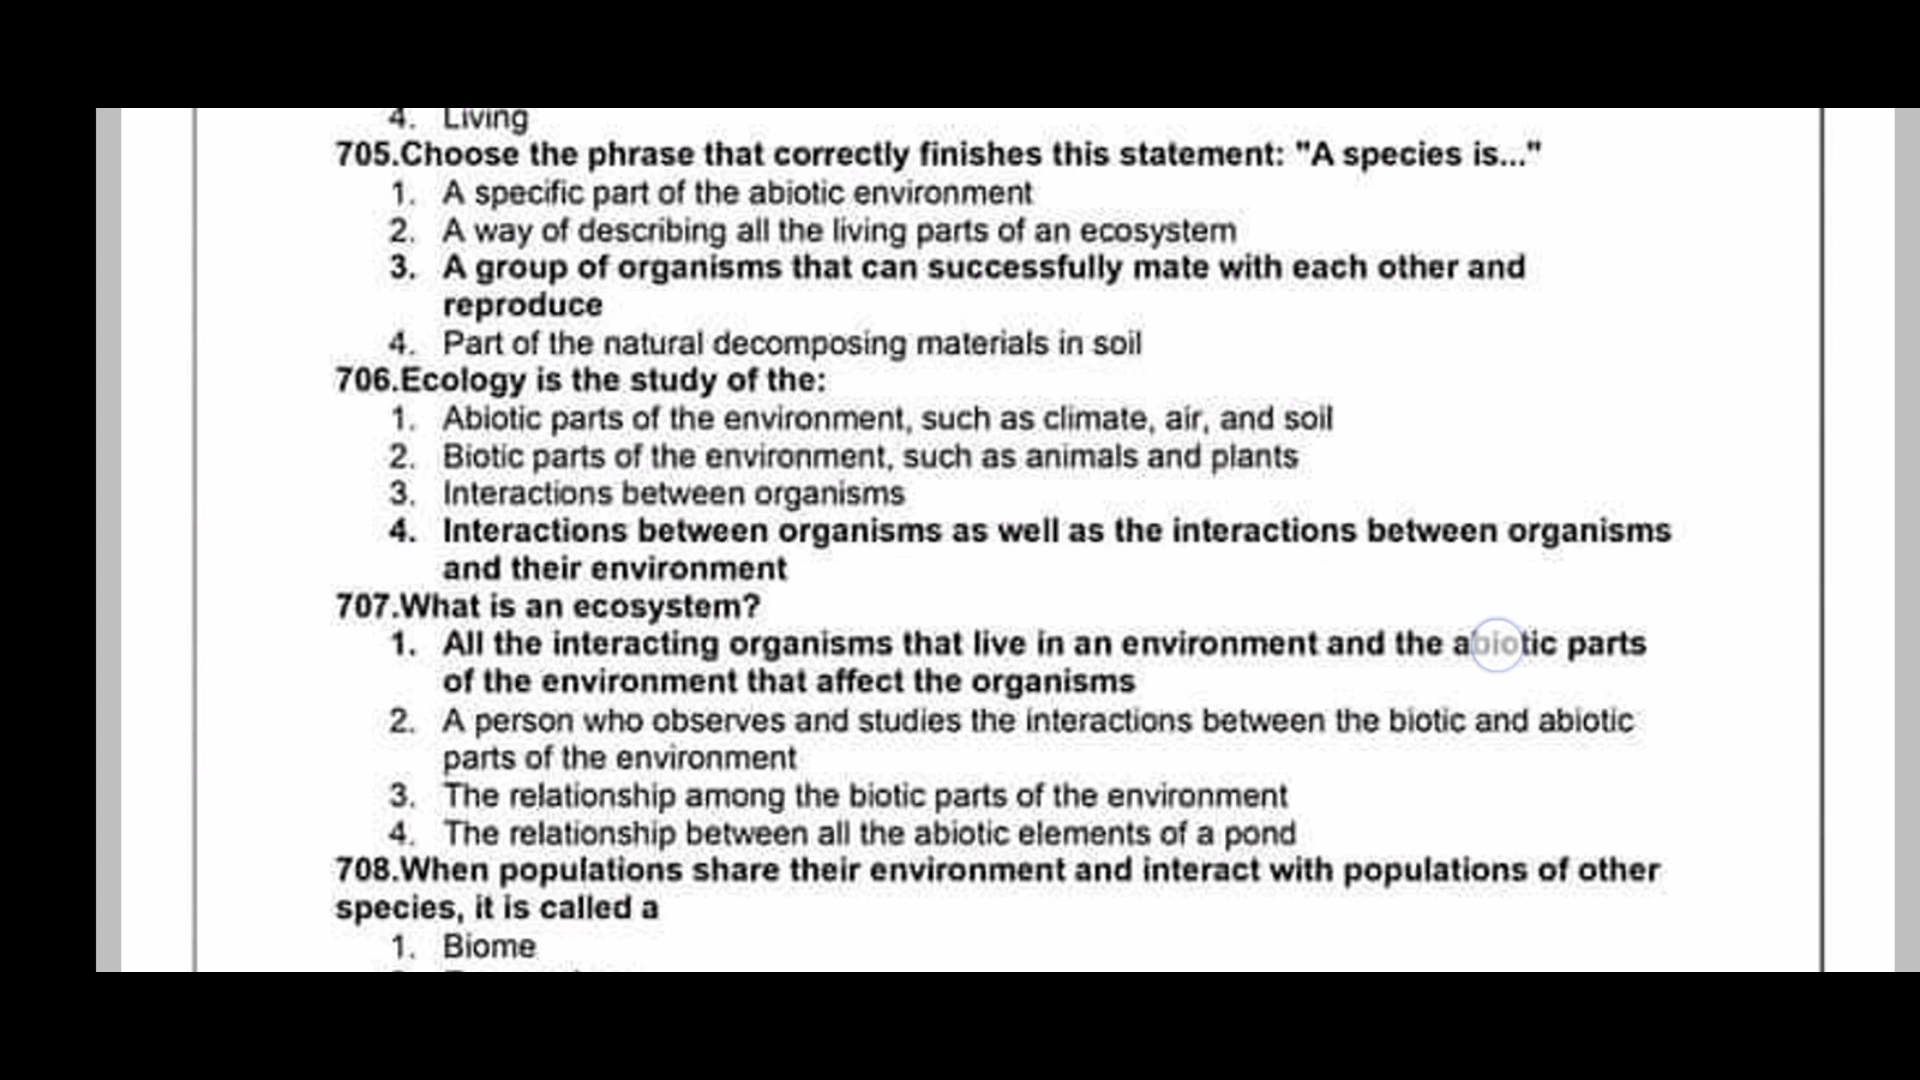 4. Living
705.Choose the phrase that correctly finishes this statement: "A species is..."
1. A specific part of the abiotic environment
2. A way of describing all the living parts of an ecosystem
3. A group of organisms that can successfully mate with each other and
reproduce
4. Part of the natural decomposing materials in soil
706.Ecology is the study of the:
1. Abiotic parts of the environment, such as climate, air, and soil
2. Biotic parts of the environment, such as animals and plants
3. Interactions between organisms
4. Interactions between organisms as well as the interactions between organisms
and their environment
707.What is an ecosystem?
1. All the interacting organisms that live in an environment and the abiotic parts
of the environment that affect the organisms
2. A person who observes and studies the interactions between the biotic and abiotic
parts of the environment
3. The relationship among the biotic parts of the environment
4. The relationship between all the abiotic elements of a pond
708.When populations share their environment and interact with populations of other
species, it is called a
1. Biome